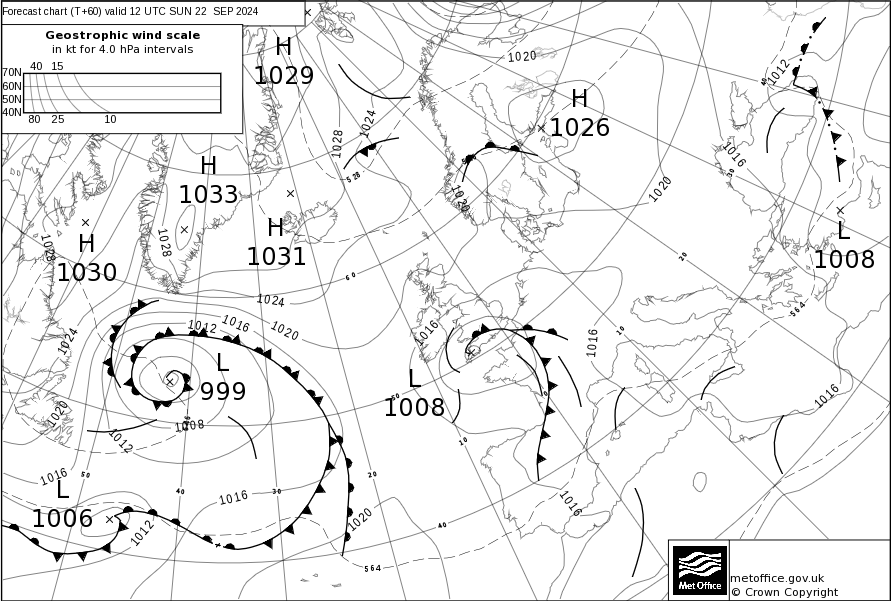 Forecast chart (T+60) valid 12 UTC SUN 22 SEP 2024
Geostrophic wind scale
in kt for 4.0 hPa intervals
40 15
70N
60N
50N
40N
80 25 10
H
1029
1020
1012
H
1026
1024
1028
528
1016
H
1033
1020
1020
H
1031
1028
H
1030
1028
L
1008
60
20
1024
564
1012
1016
1020
1024
1016
1016
10
L
999
L
1008
50
1016
1020
1008
1012
10
1016
50
40
30
20
L
1006
1016
1016
1012
1020
40
564
Met Office
metoffice.gov.uk
© Crown Copyright